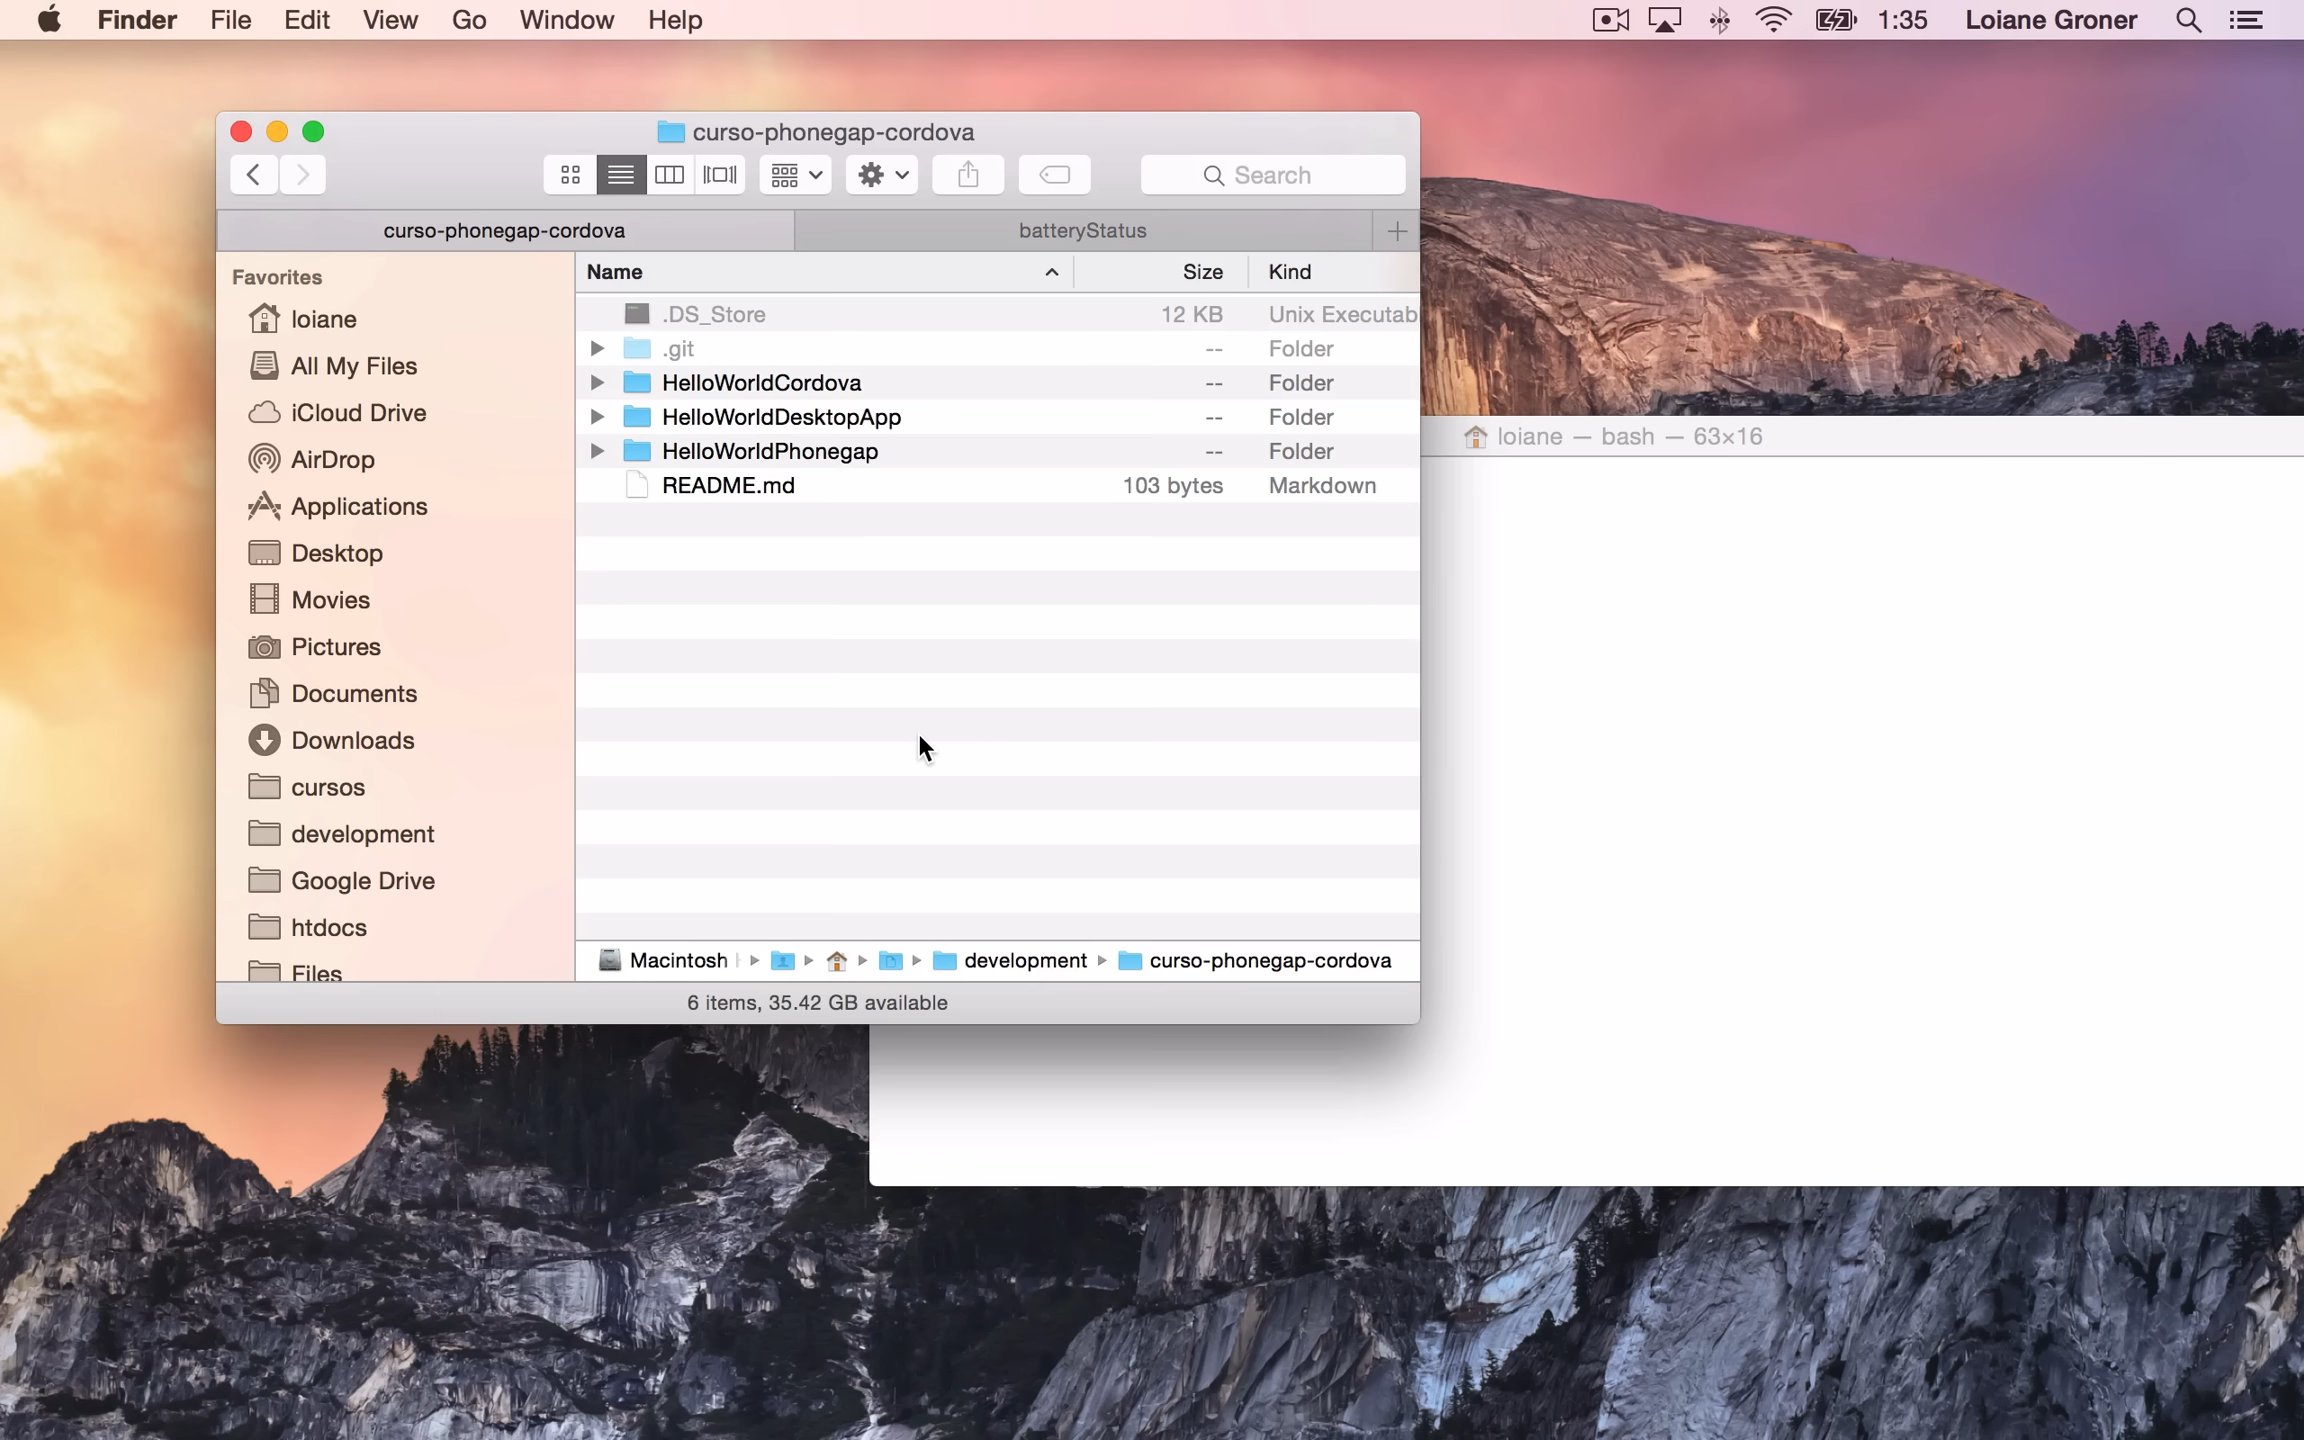 Finder File Edit View Go Window Help 1:35 Loiane Groner
curso-phonegap-cordova
Search
curso-phonegap-cordova batteryStatus
Favorites
loiane
All My Files
iCloud Drive
AirDrop
Applications
Desktop
Movies
Pictures
Documents
Downloads
cursos
development
Google Drive
htdocs
Files
Name Size Kind
.DS_Store 12 KB Unix Executab
.git -- Folder
HelloWorldCordova -- Folder
HelloWorldDesktopApp -- Folder
HelloWorldPhonegap -- Folder
README.md 103 bytes Markdown
Macintosh development curso-phonegap-cordova
6 items, 35.42 GB available
loiane — bash — 63×16